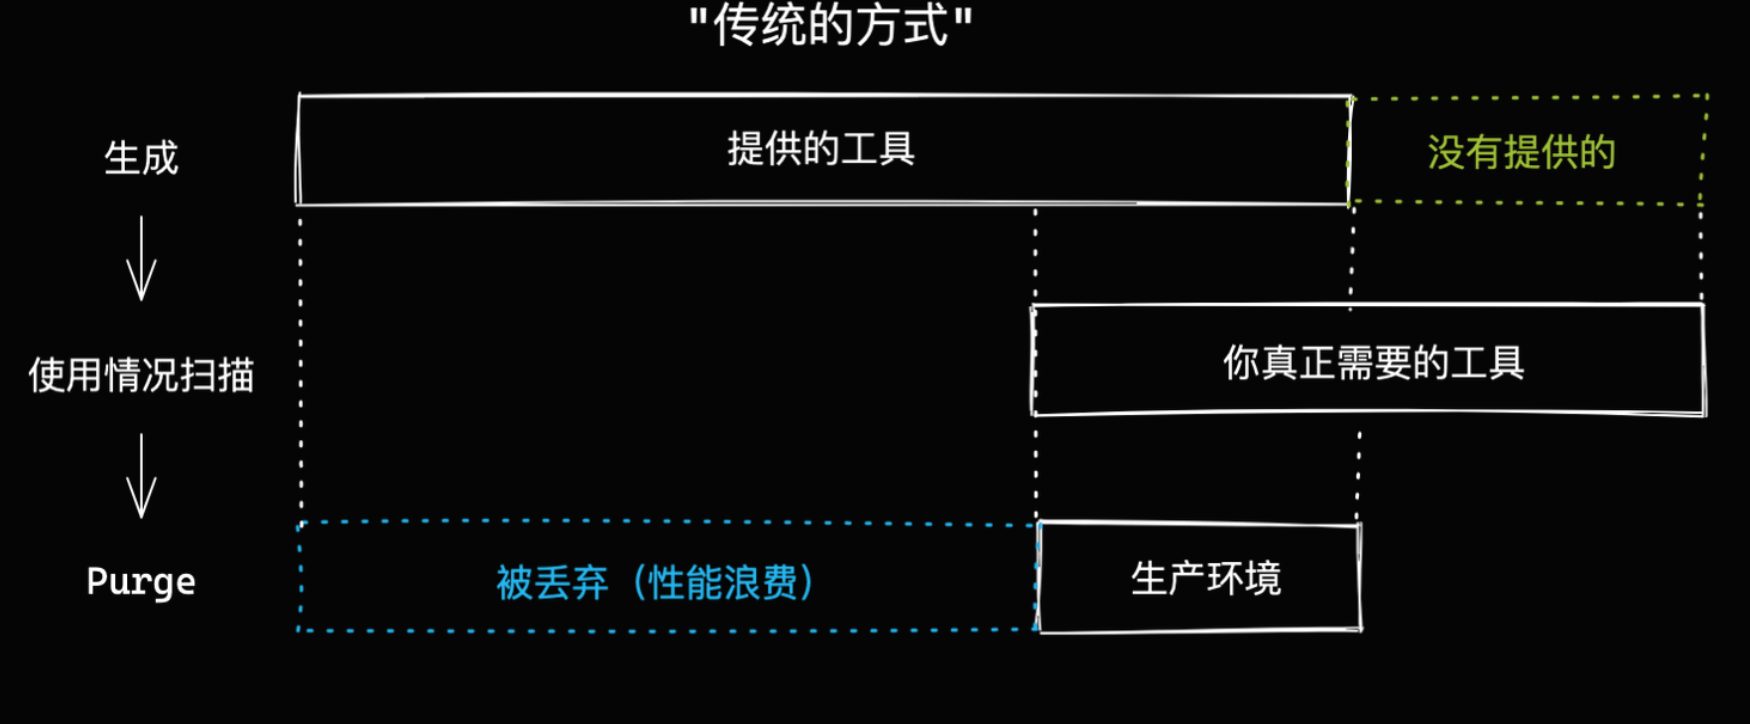 "传统的方式"
生成
提供的工具
没有提供的
使用情况扫描
你真正需要的工具
Purge
被丢弃（性能浪费）
生产环境